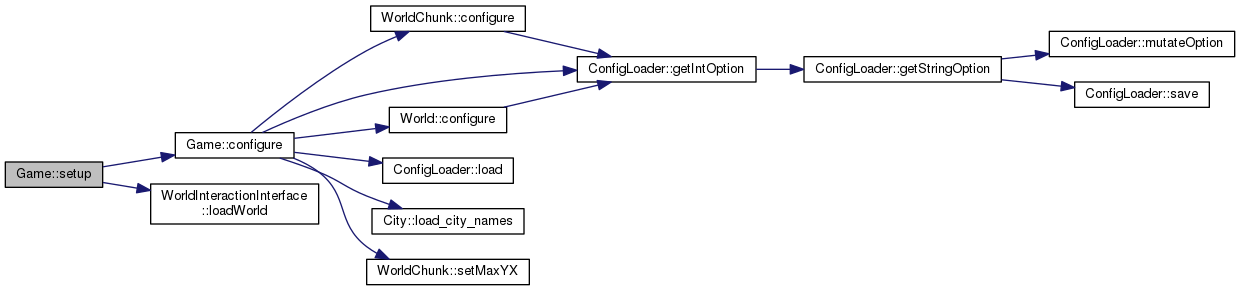 Game::setup
Game::configure
WorldInteractionInterface
::loadWorld
WorldChunk::configure
ConfigLoader::getIntOption
World::configure
ConfigLoader::load
City::load_city_names
WorldChunk::setMaxYX
ConfigLoader::getStringOption
ConfigLoader::mutateOption
ConfigLoader::save